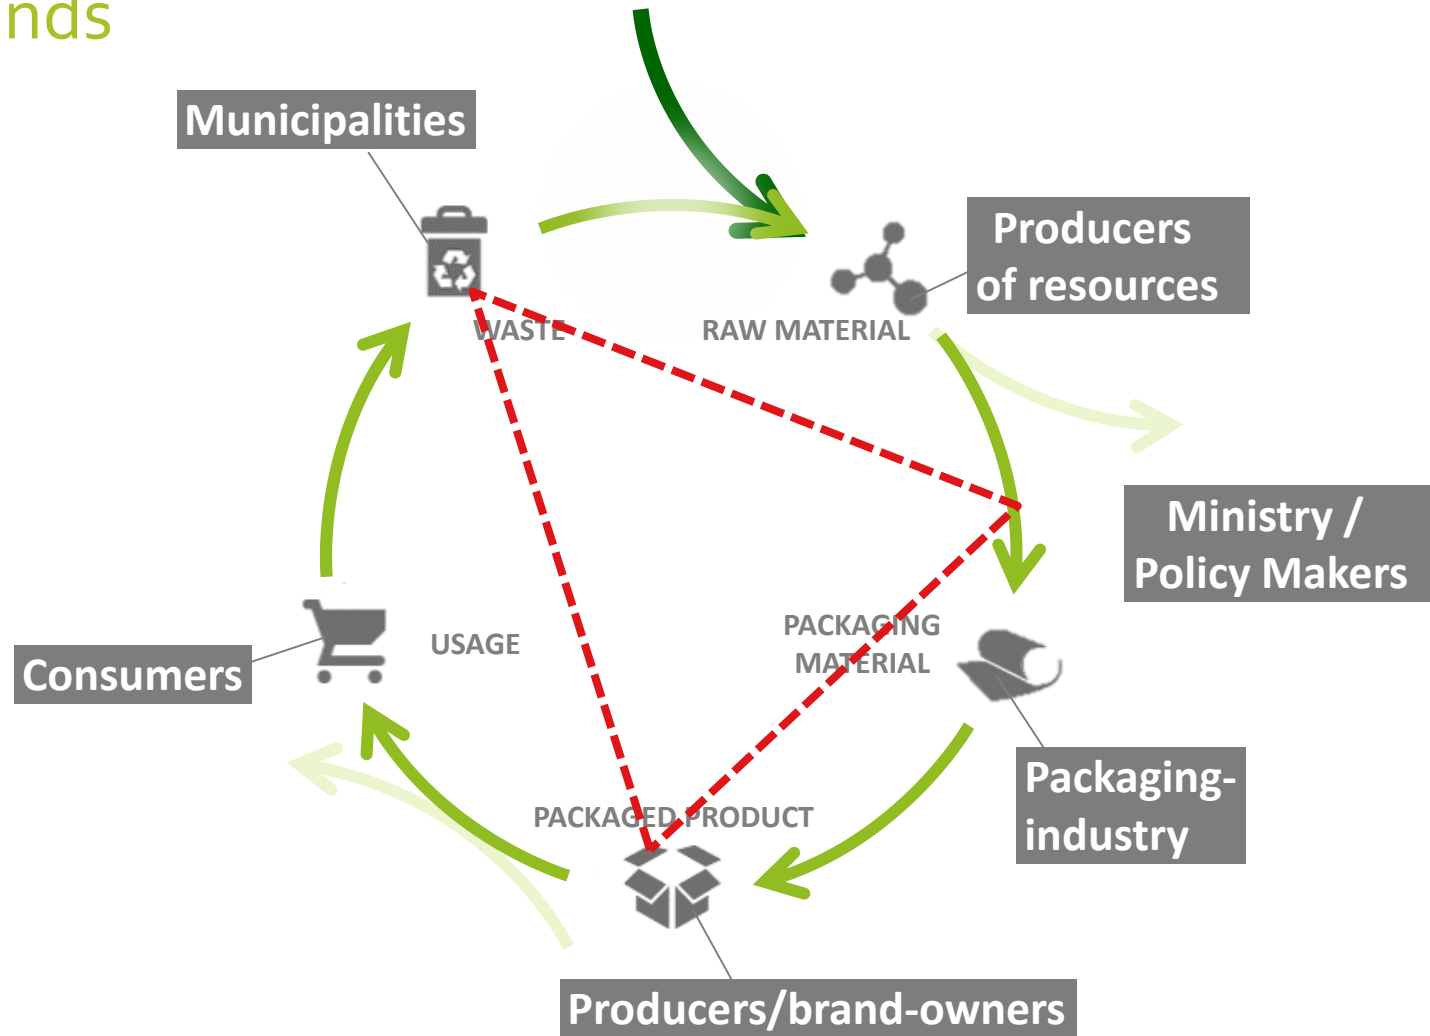 nds
Municipalities
Producers
of resources
WASTE
RAW MATERIAL
Ministry /
Policy Makers
PACKAGING
MATERIAL
USAGE
Consumers
Packaging-
industry
PACKAGED PRODUCT
Producers/brand-owners